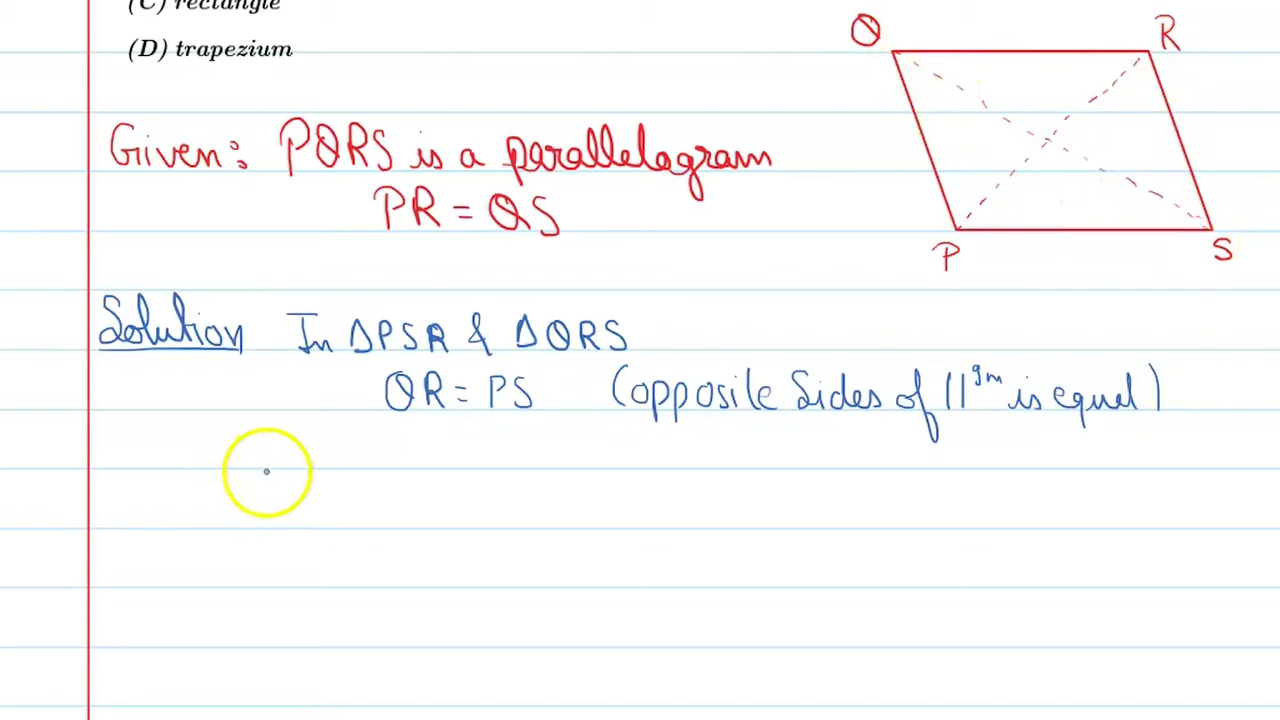 (C) rectangle
(D) trapezium
Q
R
P
S
Given: PQRS is a parallelagram
PR = QS
Solution In ΔPSR & ΔQRS
QR = PS (opposite Sides of ||gm is equal)